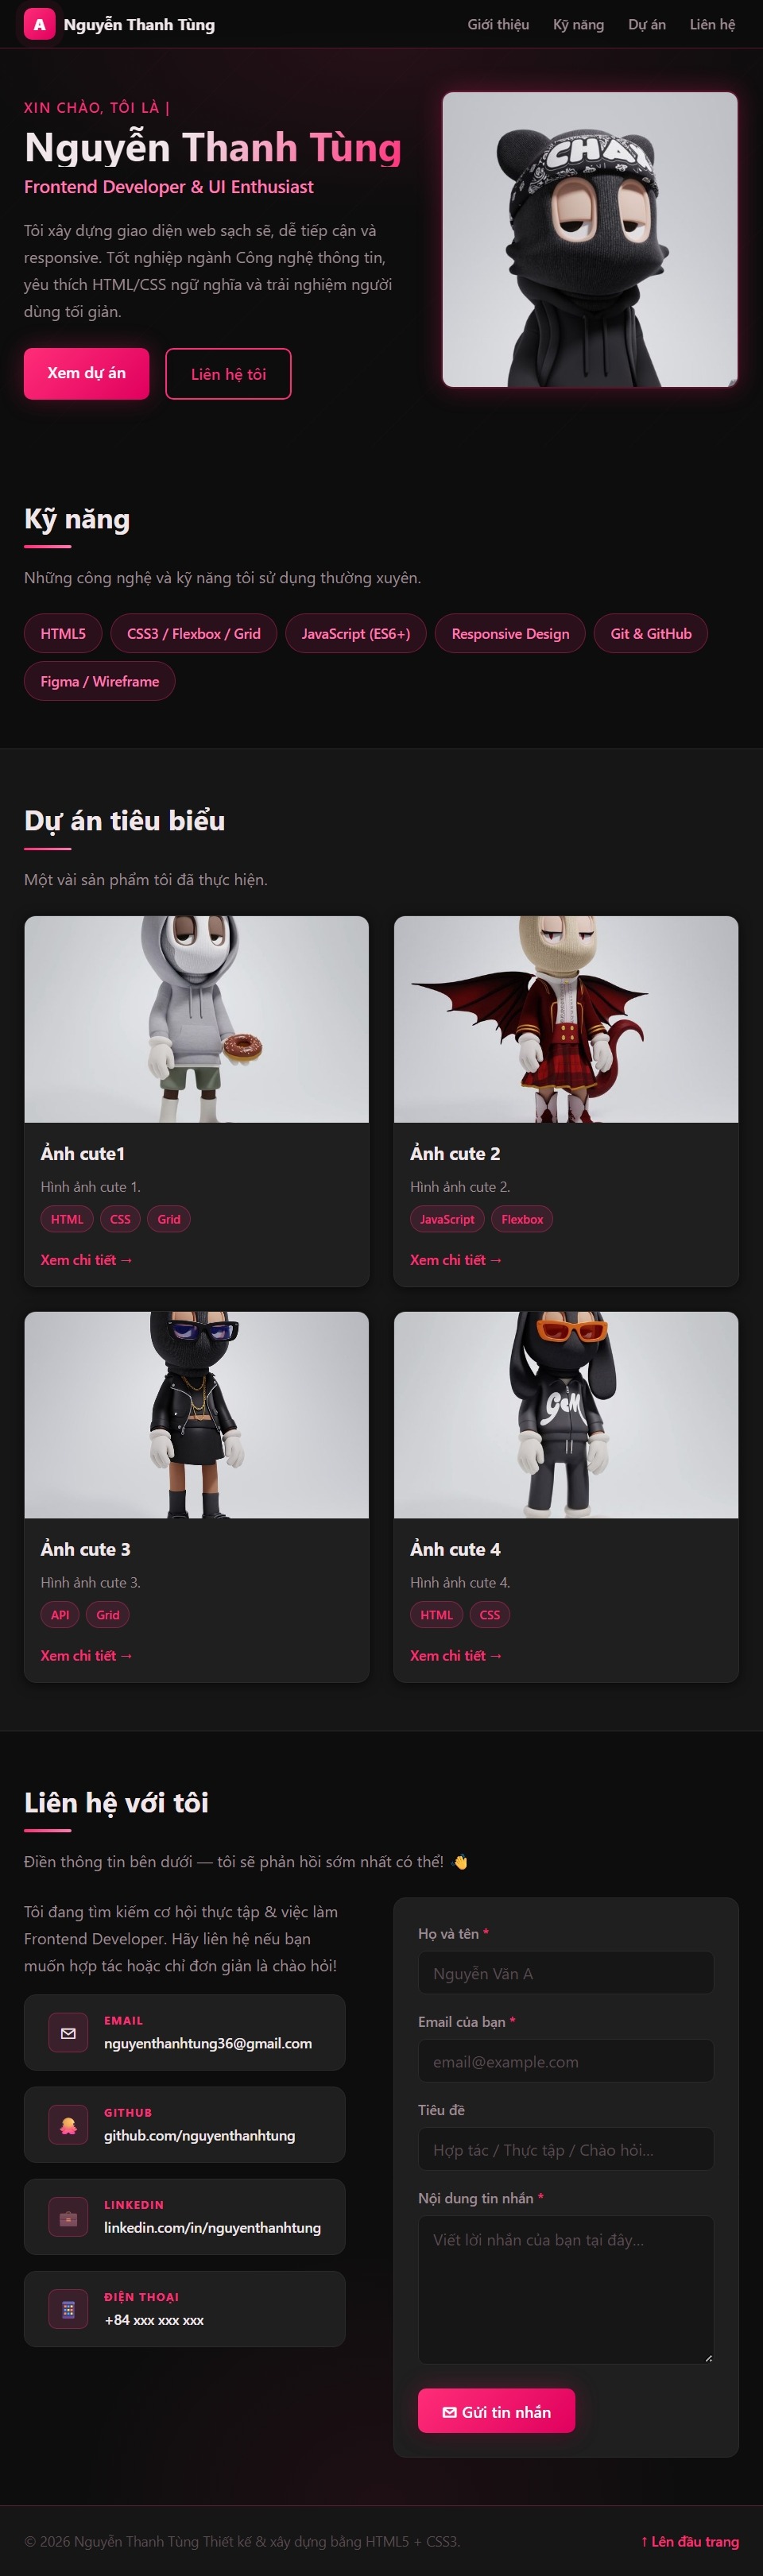 A Nguyễn Thanh Tùng
Giới thiệu Kỹ năng Dự án Liên hệ
XIN CHÀO, TÔI LÀ |
Nguyễn Thanh Tùng
Frontend Developer & UI Enthusiast
Tôi xây dựng giao diện web sạch sẽ, dễ tiếp cận và
responsive. Tốt nghiệp ngành Công nghệ thông tin,
yêu thích HTML/CSS ngữ nghĩa và trải nghiệm người
dùng tối giản.
Xem dự án
Liên hệ tôi
Kỹ năng
Những công nghệ và kỹ năng tôi sử dụng thường xuyên.
HTML5
CSS3 / Flexbox / Grid
JavaScript (ES6+)
Responsive Design
Git & GitHub
Figma / Wireframe
Dự án tiêu biểu
Một vài sản phẩm tôi đã thực hiện.
Ảnh cute1
Hình ảnh cute 1.
HTML CSS Grid
Xem chi tiết →
Ảnh cute 2
Hình ảnh cute 2.
JavaScript Flexbox
Xem chi tiết →
GeM
Ảnh cute 3
Hình ảnh cute 3.
API Grid
Xem chi tiết →
Ảnh cute 4
Hình ảnh cute 4.
HTML CSS
Xem chi tiết →
Liên hệ với tôi
Điền thông tin bên dưới — tôi sẽ phản hồi sớm nhất có thể! 👋
Tôi đang tìm kiếm cơ hội thực tập & việc làm
Frontend Developer. Hãy liên hệ nếu bạn
muốn hợp tác hoặc chỉ đơn giản là chào hỏi!
EMAIL
nguyenthanhtung36@gmail.com
GITHUB
github.com/nguyenthanhtung
LINKEDIN
linkedin.com/in/nguyenthanhtung
ĐIỆN THOẠI
+84 xxx xxx xxx
Họ và tên *
Nguyễn Văn A
Email của bạn *
email@example.com
Tiêu đề
Hợp tác / Thực tập / Chào hỏi...
Nội dung tin nhắn *
Viết lời nhắn của bạn tại đây...
✉ Gửi tin nhắn
© 2026 Nguyễn Thanh Tùng Thiết kế & xây dựng bằng HTML5 + CSS3.
↑ Lên đầu trang